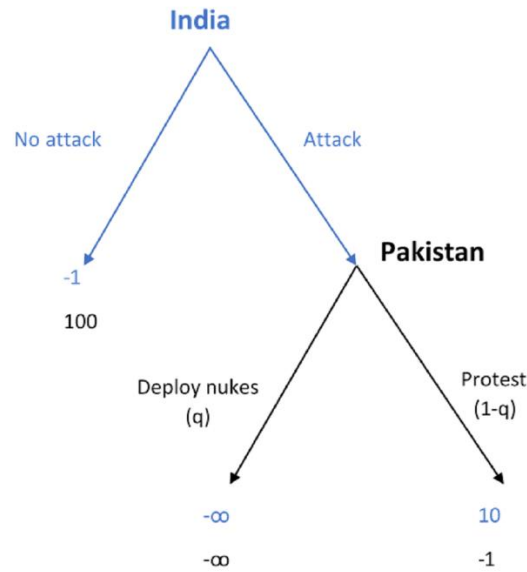 India
No attack
Attack
Pakistan
-1
100
Deploy nukes
(q)
Protest
(1-q)
-∞
10
-∞
-1